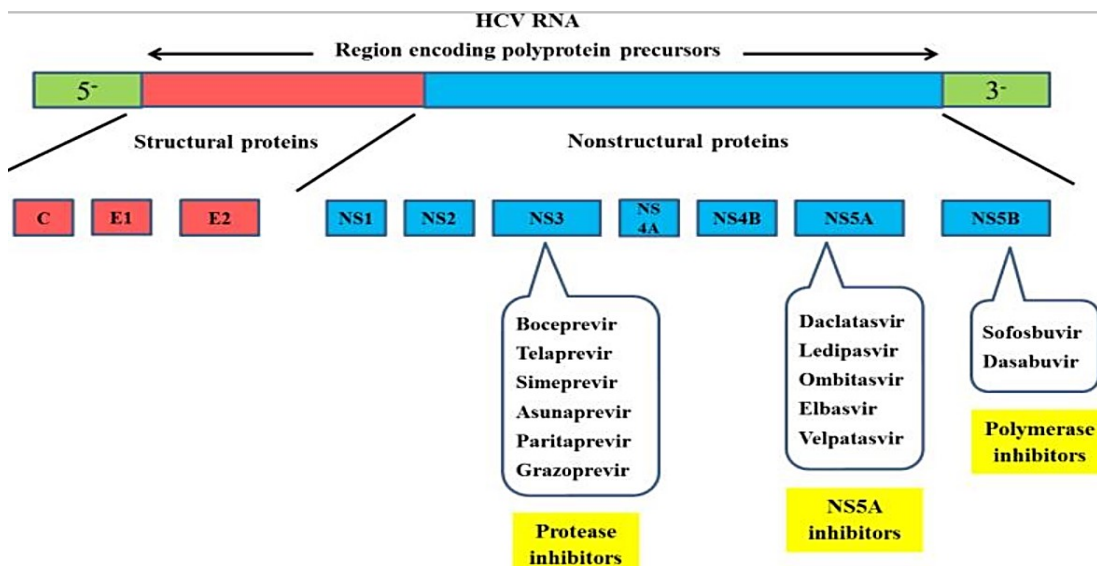 HCV RNA
Region encoding polyprotein precursors
5-
3-
Structural proteins
Nonstructural proteins
C
E1
E2
NS1
NS2
NS3
NS
4A
NS4B
NS5A
NS5B
Boceprevir
Telaprevir
Simeprevir
Asunaprevir
Paritaprevir
Grazoprevir
Protease
inhibitors
Daclatasvir
Ledipasvir
Ombitasvir
Elbasvir
Velpatasvir
NS5A
inhibitors
Sofosbuvir
Dasabuvir
Polymerase
inhibitors